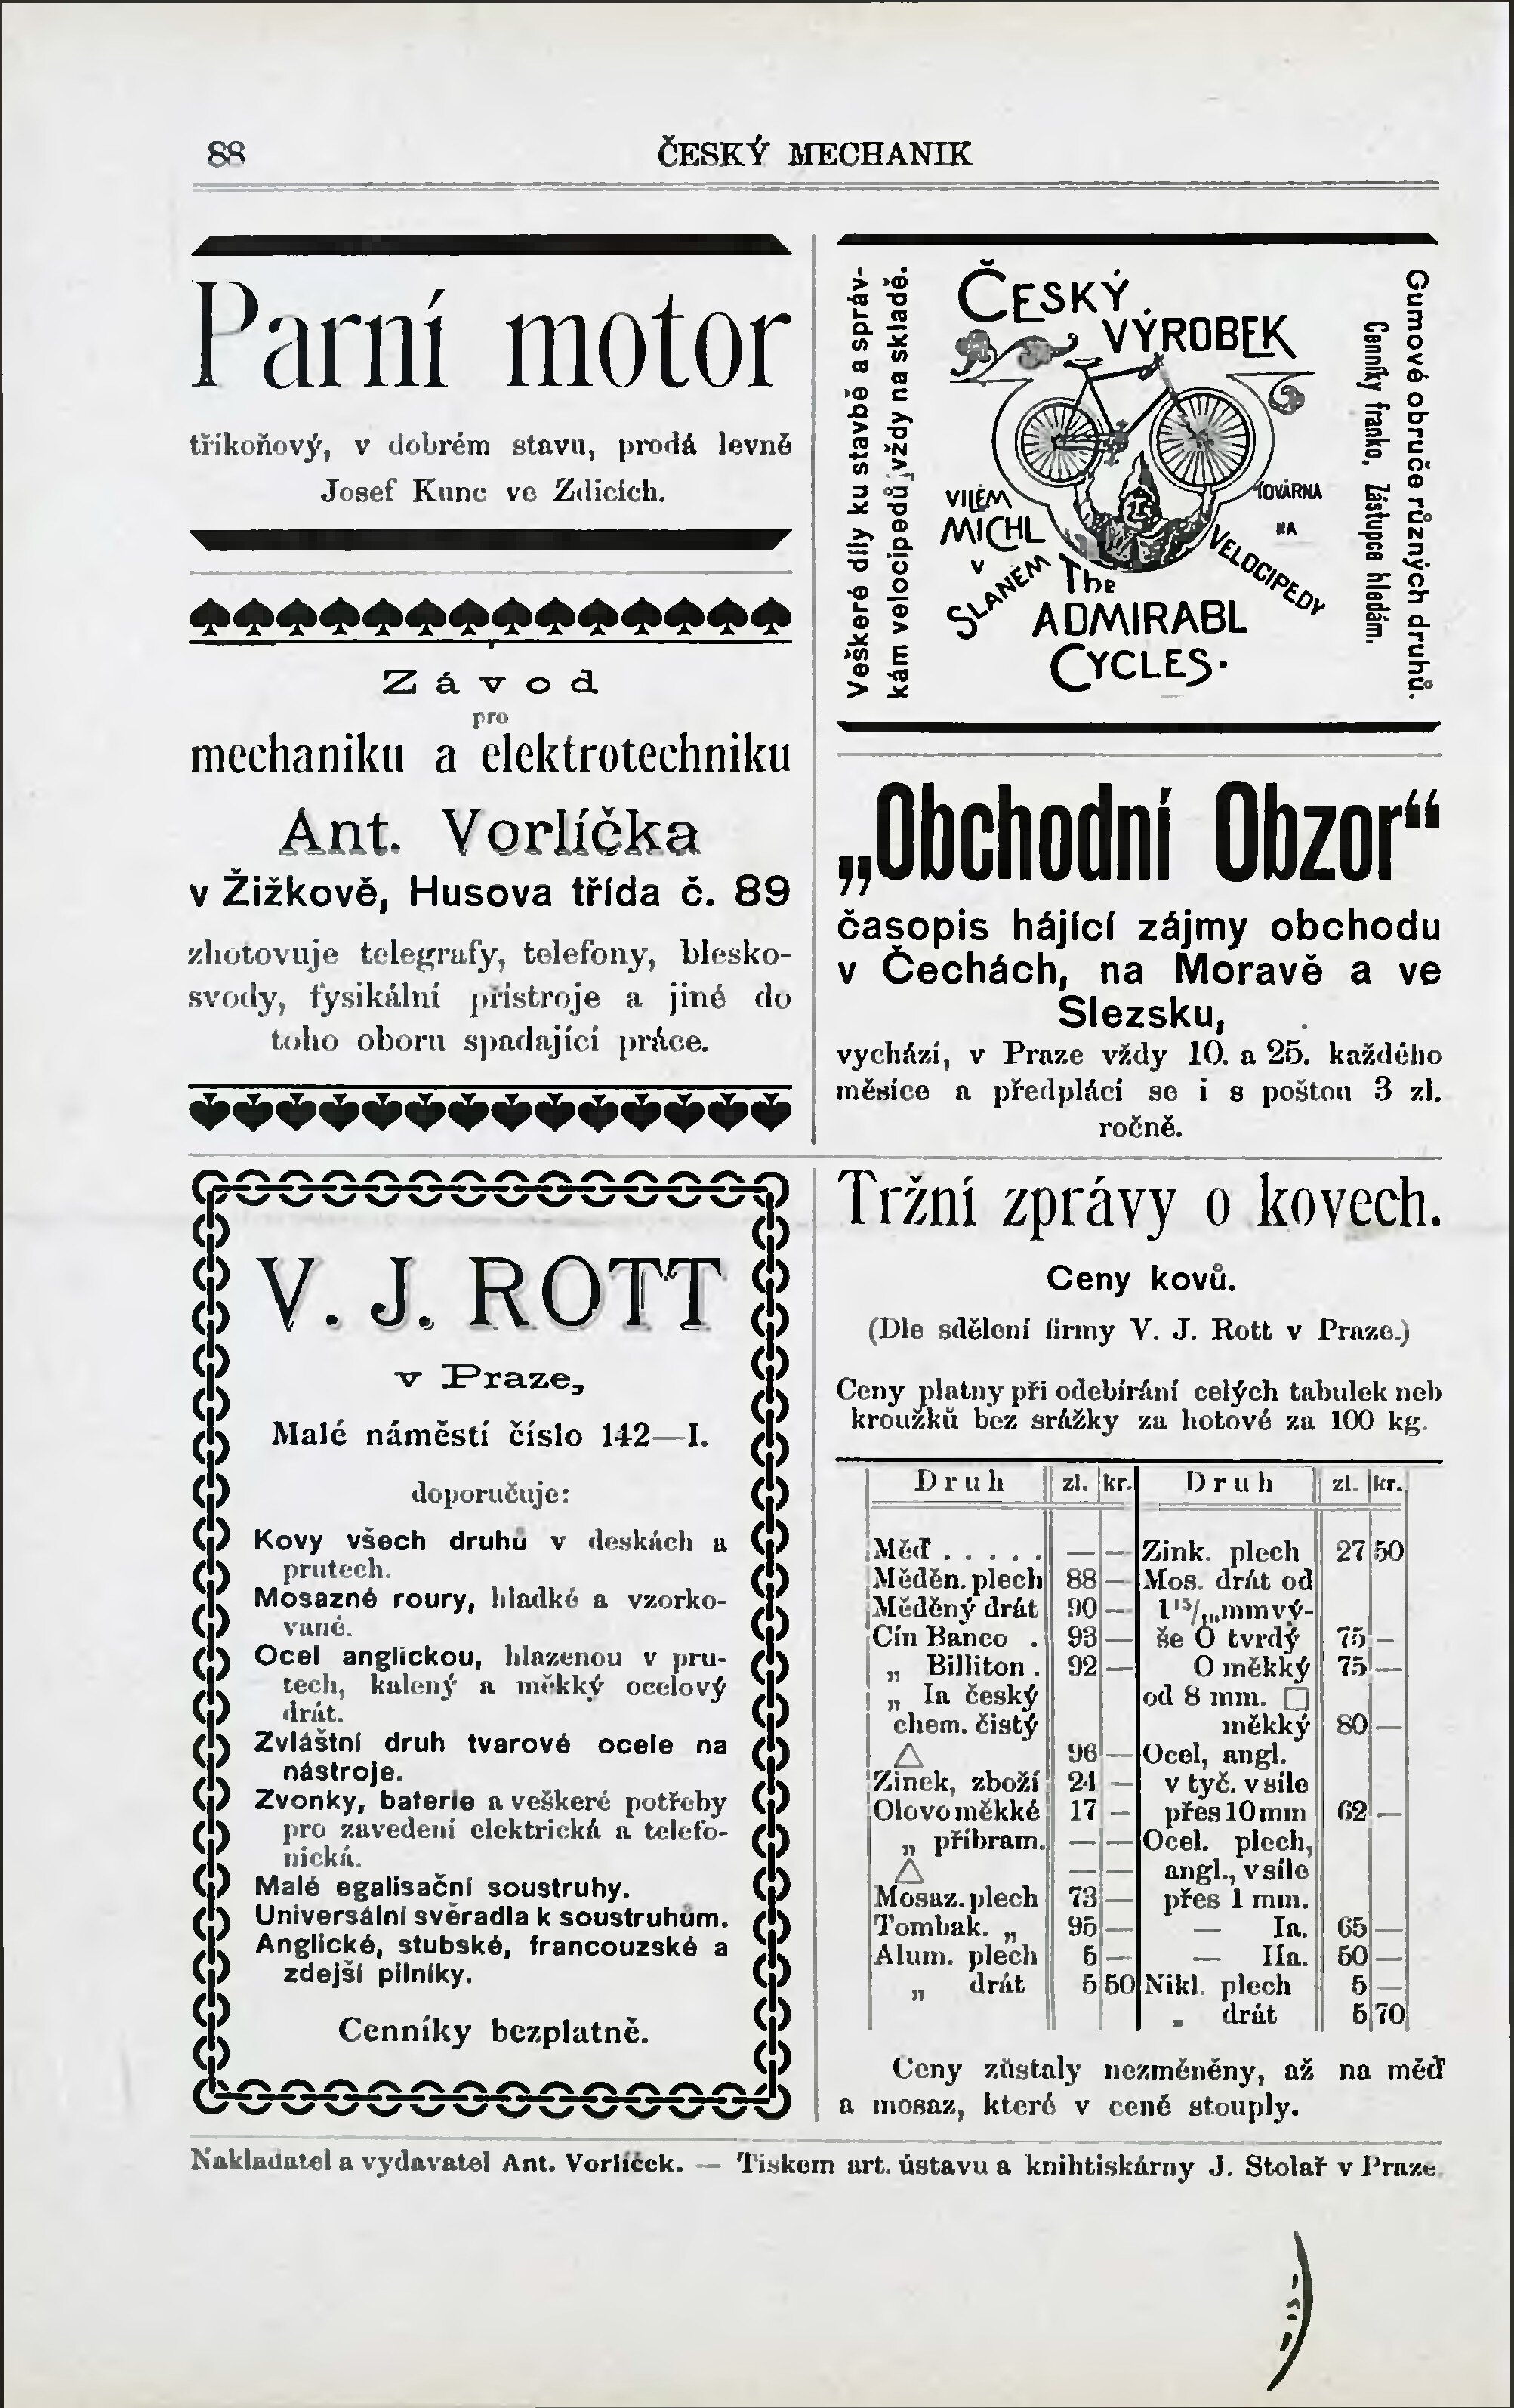 88
ČESKÝ MECHANIK
Parní motor
tříkoňový, v dobrém stavu, prodá levně
Josef Kunc ve Zdicích.
Závod
pro
mechaniku a elektrotechniku
Ant. Vorlíčka
v Žižkově, Husova třída č. 89
zhotovuje telegrafy, telefony, blesko-
svody, fysikální přístroje a jiné do
toho oboru spadající práce.
Veškeré díly ku stavbě a správ-
kám velocipedů vždy na skladě.
ČESKÝ
VÝROBEK
VILÉM
MICHL
v
SLANÉM
TOVÁRNA
NA
VELOCIPEDY
The
ADMIRABL
CYCLES.
Gumové obruče různých druhů.
Cenníky franko. Zástupce hledám.
„Obchodní Obzor“
časopis hájící zájmy obchodu
v Čechách, na Moravě a ve
Slezsku,
vychází, v Praze vždy 10. a 25. každého
měsíce a předplácí se i s poštou 3 zl.
ročně.
V. J. ROTT
v Praze,
Malé náměstí číslo 142—I.
doporučuje:
Kovy všech druhů v deskách a
prutech.
Mosazné roury, hladké a vzorko-
vané.
Ocel anglickou, hlazenou v pru-
tech, kalený a měkký ocelový
drát.
Zvláštní druh tvarové ocele na
nástroje.
Zvonky, baterie a veškeré potřeby
pro zavedení elektrická a telefo-
nická.
Malé egalisační soustruhy.
Universální svěradla k soustruhům.
Anglické, stubské, francouzské a
zdejší pilníky.
Cenníky bezplatně.
Tržní zprávy o kovech.
Ceny kovů.
(Dle sdělení firmy V. J. Rott v Praze.)
Ceny platny při odebírání celých tabulek neb
kroužků bez srážky za hotové za 100 kg.
Druh zl. kr. Druh zl. kr.
Měď . . . . . — — Zink. plech 27 50
Měděn. plech 88 — Mos. drát od
Měděný drát 90 — mm vý-
Cín Banco . 93 — še O tvrdý 75 —
„ Billiton . 92 — O měkký 75 —
„ Ia český od 8 mm. □
chem. čistý měkký 80 —
△ 96 — Ocel, angl.
Zinek, zboží 24 — v tyč. v síle
Olovo měkké 17 — přes 10 mm 62 —
„ příbram. — — Ocel. plech,
△ — — angl., v síle
Mosaz. plech 73 — přes 1 mm.
Tombak. „ 95 — — Ia. 65 —
Alum. plech 5 — — IIa. 50 —
„ drát 5 50 Nikl. plech 5 —
„ drát 5 70
Ceny zůstaly nezměněny, až na měď
a mosaz, které v ceně stouply.
Nakladatel a vydavatel Ant. Vorlíček. — Tiskem art. ústavu a knihtiskárny J. Stolař v Praze